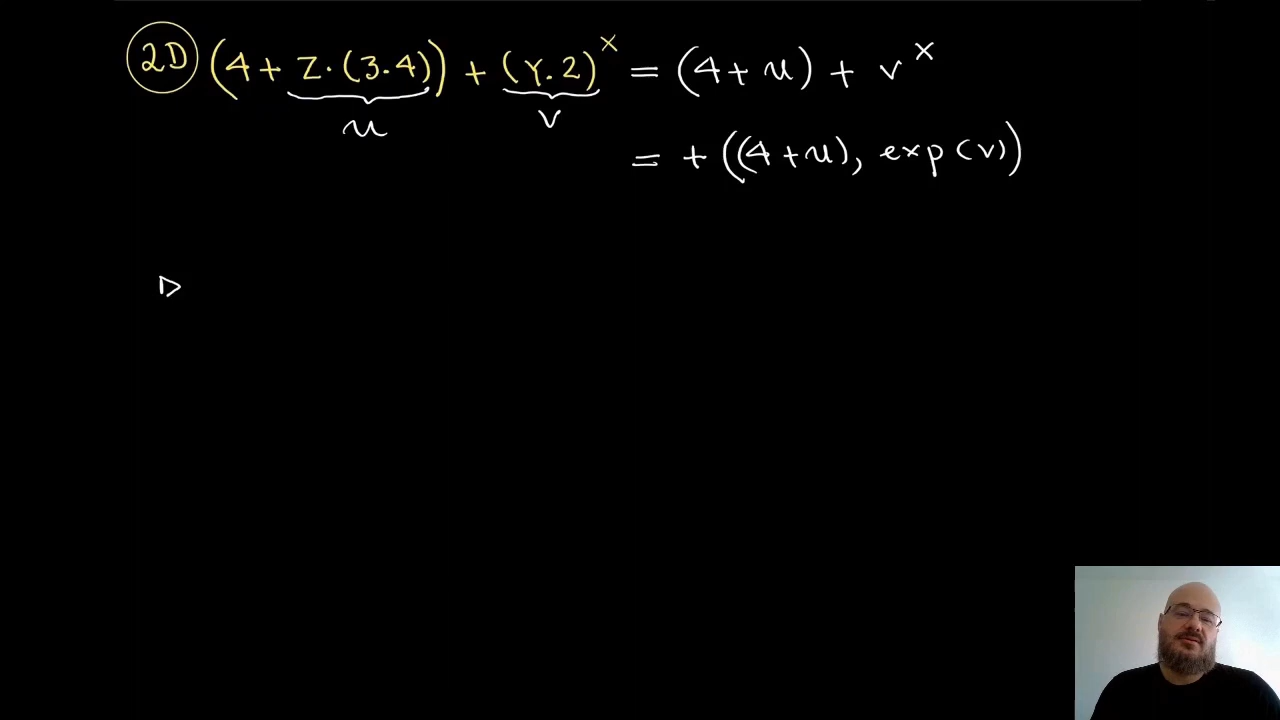 2D (4 + Z · (3 · 4)) + (Y · 2)^x = (4 + u) + v^x
u v
= + ((4 + u), exp(v))